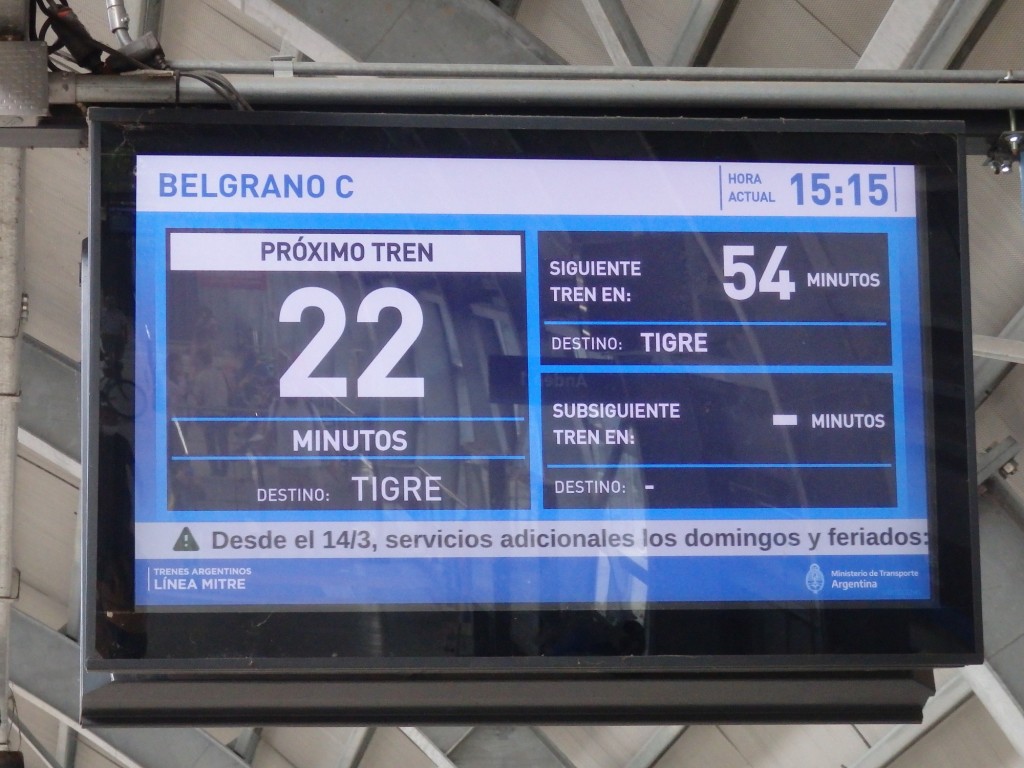 BELGRANO C
HORA
ACTUAL
15:15
PRÓXIMO TREN
22
MINUTOS
DESTINO: TIGRE
SIGUIENTE
TREN EN:
54 MINUTOS
DESTINO: TIGRE
SUBSIGUIENTE
TREN EN:
- MINUTOS
DESTINO: -
Desde el 14/3, servicios adicionales los domingos y feriados:
TRENES ARGENTINOS
LÍNEA MITRE
Ministerio de Transporte
Argentina